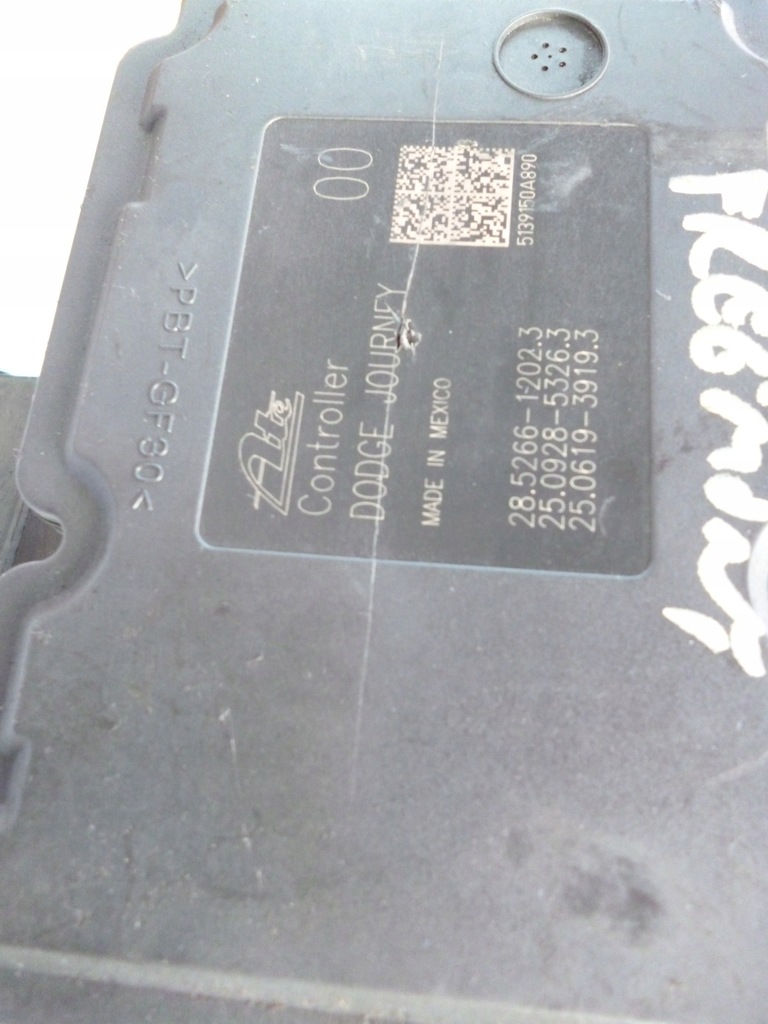 Ate
Controller
DODGE JOURNEY
MADE IN MEXICO
28.5266-1202.3
25.0928-5326.3
25.0619-3919.3
00
5139150A890
>PBT-GF30<